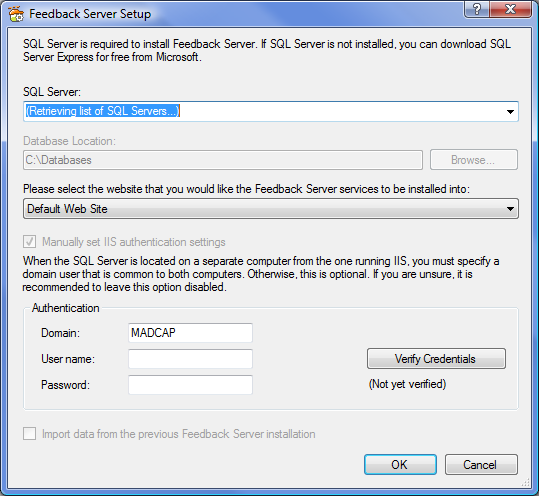 Feedback Server Setup
SQL Server is required to install Feedback Server. If SQL Server is not installed, you can download SQL
Server Express for free from Microsoft.
SQL Server:
(Retrieving list of SQL Servers...)
Database Location:
C:\Databases
Browse...
Please select the website that you would like the Feedback Server services to be installed into:
Default Web Site
Manually set IIS authentication settings
When the SQL Server is located on a separate computer from the one running IIS, you must specify a
domain user that is common to both computers. Otherwise, this is optional. If you are unsure, it is
recommended to leave this option disabled.
Authentication
Domain:
MADCAP
User name:
Verify Credentials
Password:
(Not yet verified)
Import data from the previous Feedback Server installation
OK
Cancel